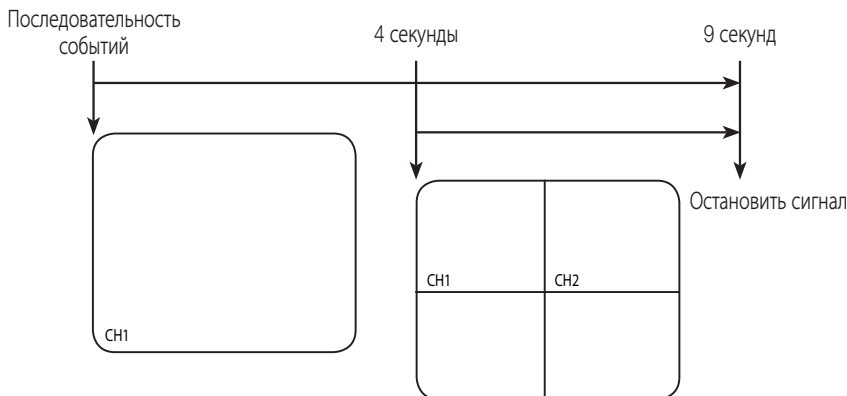 Последовательность
событий
4 секунды
9 секунд
Остановить сигнал
CH1
CH2
CH1